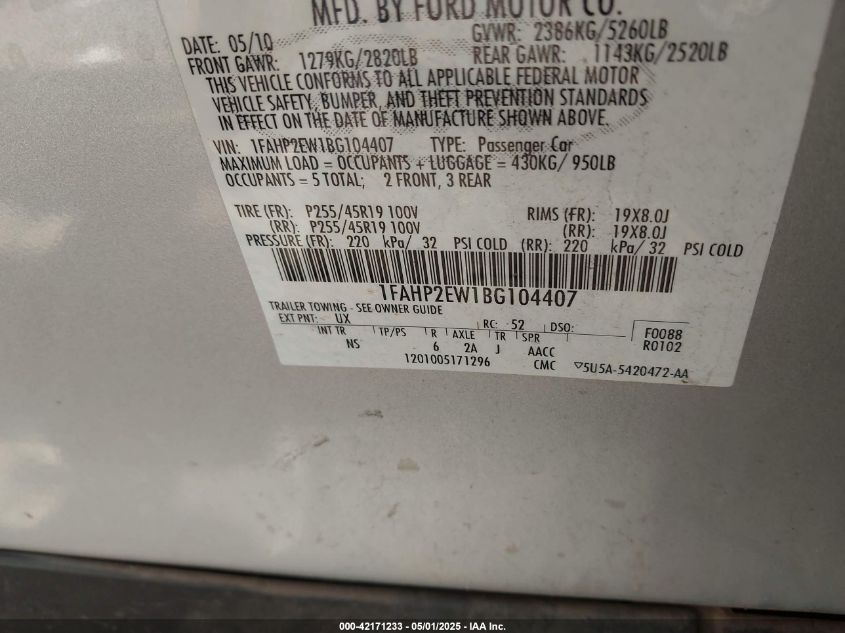 MFD. BY FORD MOTOR CO.
DATE: 05/10 GVWR: 2386KG/5260LB
FRONT GAWR: 1279KG/2820LB REAR GAWR: 1143KG/2520LB
THIS VEHICLE CONFORMS TO ALL APPLICABLE FEDERAL MOTOR
VEHICLE SAFETY, BUMPER, AND THEFT PREVENTION STANDARDS
IN EFFECT ON THE DATE OF MANUFACTURE SHOWN ABOVE.
VIN: 1FAHP2EW1BG104407 TYPE: Passenger Car
MAXIMUM LOAD = OCCUPANTS + LUGGAGE = 430KG/ 950LB
OCCUPANTS = 5 TOTAL; 2 FRONT, 3 REAR
TIRE (FR): P255/45R19 100V RIMS (FR): 19X8.0J
(RR): P255/45R19 100V (RR): 19X8.0J
PRESSURE (FR): 220 kPa/ 32 PSI COLD (RR): 220 kPa/ 32 PSI COLD
1FAHP2EW1BG104407
TRAILER TOWING - SEE OWNER GUIDE
EXT PNT: UX RC: 52 DSO: F0088
INT TR TP/PS R AXLE TR SPR R0102
NS 6 2A J AACC
1201005171296 CMC ▽5U5A-5420472-AA
000-42171233 - 05/01/2025 - IAA Inc.